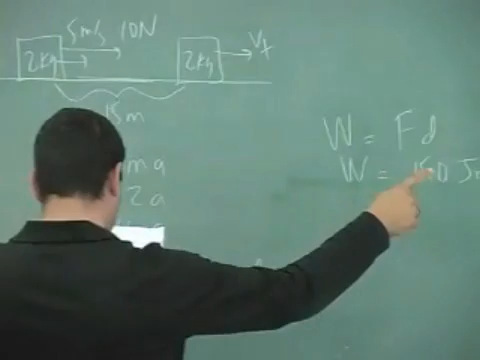 5m/s 10N
2kg 2kg Vf
15m
ma
2a
W = Fd
W = 150 J